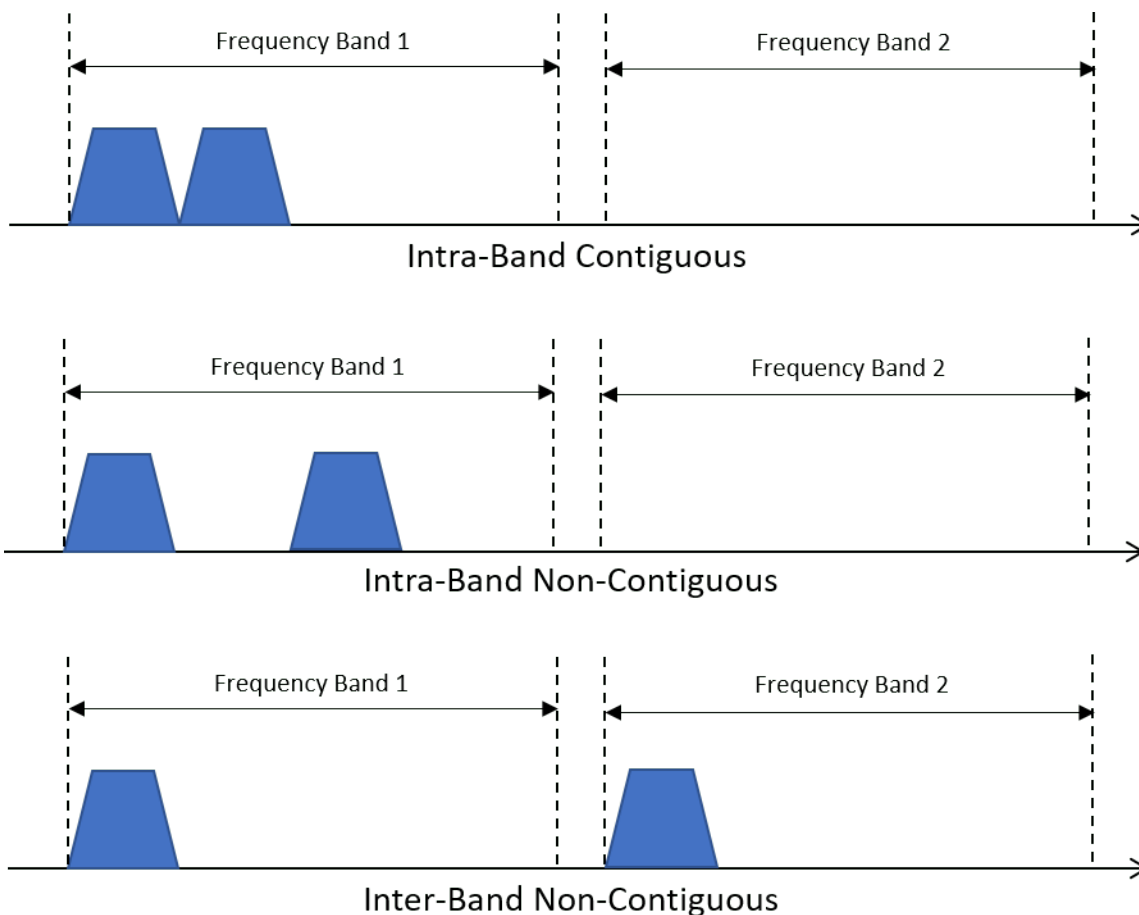 Frequency Band 1
Frequency Band 2
Intra-Band Contiguous
Frequency Band 1
Frequency Band 2
Intra-Band Non-Contiguous
Frequency Band 1
Frequency Band 2
Inter-Band Non-Contiguous